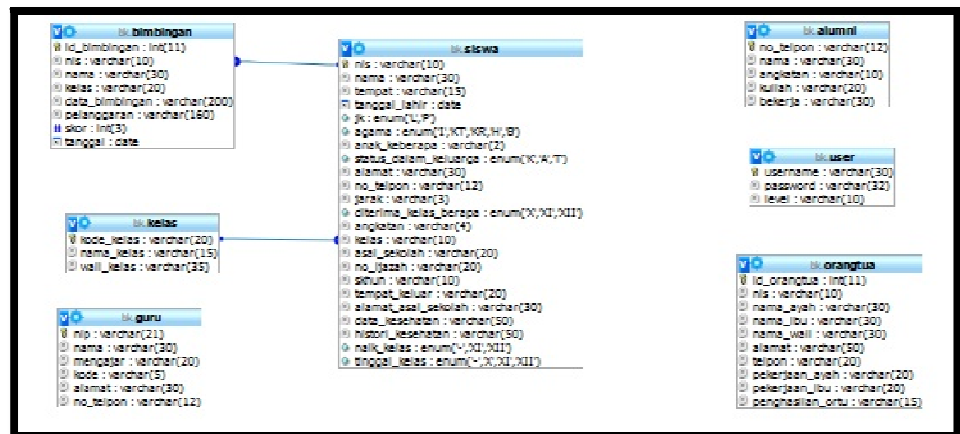 bk bimbingan
id_bimbingan : int(11)
nis : varchar(10)
nama : varchar(30)
kelas : varchar(20)
data_bimbingan : varchar(200)
pelanggaran : varchar(160)
# skor : int(3)
tanggal : date
bk siswa
nis : varchar(10)
nama : varchar(30)
tempat : varchar(15)
tanggal_lahir : date
jk : enum('L','P')
agama : enum('I','KT','KR','H','B')
anak_keberapa : varchar(2)
status_dalam_keluarga : enum('K','A','T')
alamat : varchar(30)
no_telpon : varchar(12)
jarak : varchar(3)
diterima_kelas_berapa : enum('X','XI','XII')
angkatan : varchar(4)
kelas : varchar(10)
asal_sekolah : varchar(20)
no_ijazah : varchar(20)
skhun : varchar(10)
tempat_keluar : varchar(20)
alamat_asal_sekolah : varchar(30)
data_kesehatan : varchar(50)
histori_kesehatan : varchar(50)
naik_kelas : enum('-','XI','XII')
tinggal_kelas : enum('-','X','XI','XII')
bk kelas
kode_kelas : varchar(20)
nama_kelas : varchar(15)
wali_kelas : varchar(35)
bk guru
nip : varchar(21)
nama : varchar(30)
mengajar : varchar(20)
kode : varchar(5)
alamat : varchar(30)
no_telpon : varchar(12)
bk alumni
no_telpon : varchar(12)
nama : varchar(30)
angkatan : varchar(10)
kuliah : varchar(20)
bekerja : varchar(30)
bk user
username : varchar(30)
password : varchar(32)
level : varchar(10)
bk orangtua
id_orangtua : int(11)
nis : varchar(10)
nama_ayah : varchar(30)
nama_ibu : varchar(30)
nama_wali : varchar(30)
alamat : varchar(50)
telpon : varchar(20)
pekerjaan_ayah : varchar(20)
pekerjaan_ibu : varchar(20)
penghasilan_ortu : varchar(15)